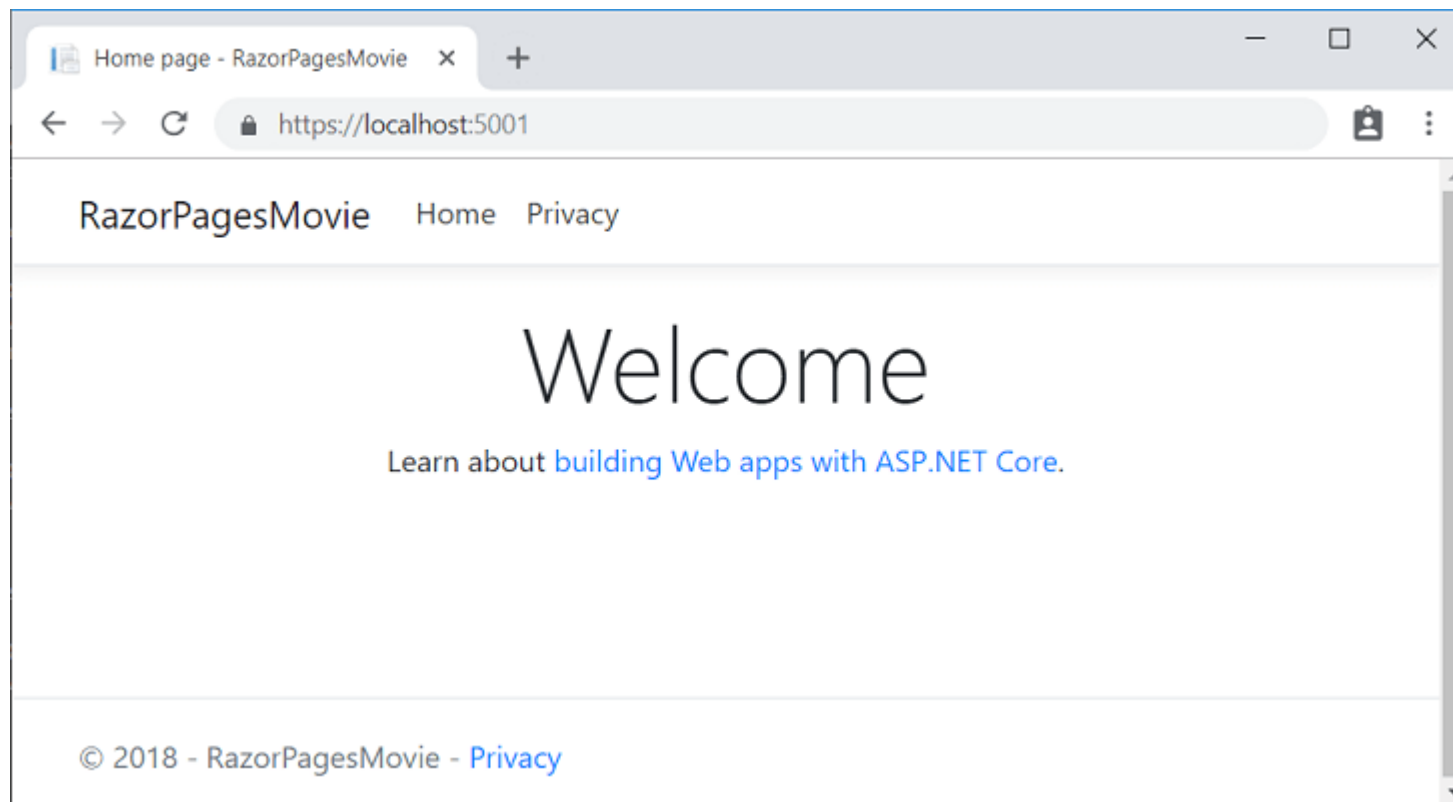 Home page - RazorPagesMovie
https://localhost:5001
RazorPagesMovie Home Privacy
Welcome
Learn about building Web apps with ASP.NET Core.
© 2018 - RazorPagesMovie - Privacy